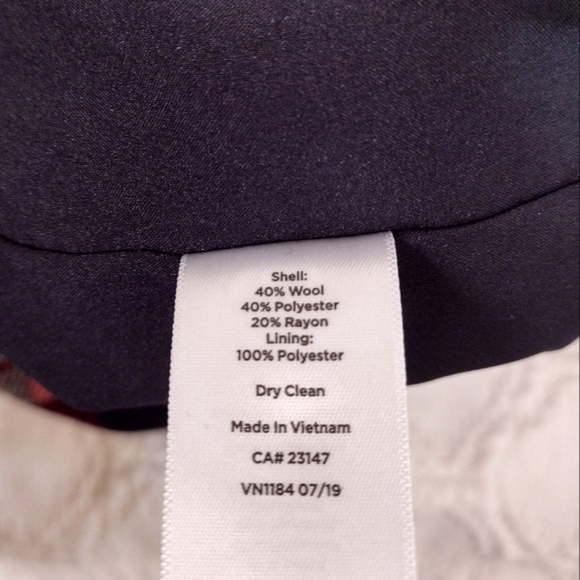 Shell:
40% Wool
40% Polyester
20% Rayon
Lining:
100% Polyester
Dry Clean
Made In Vietnam
CA# 23147
VN1184 07/19